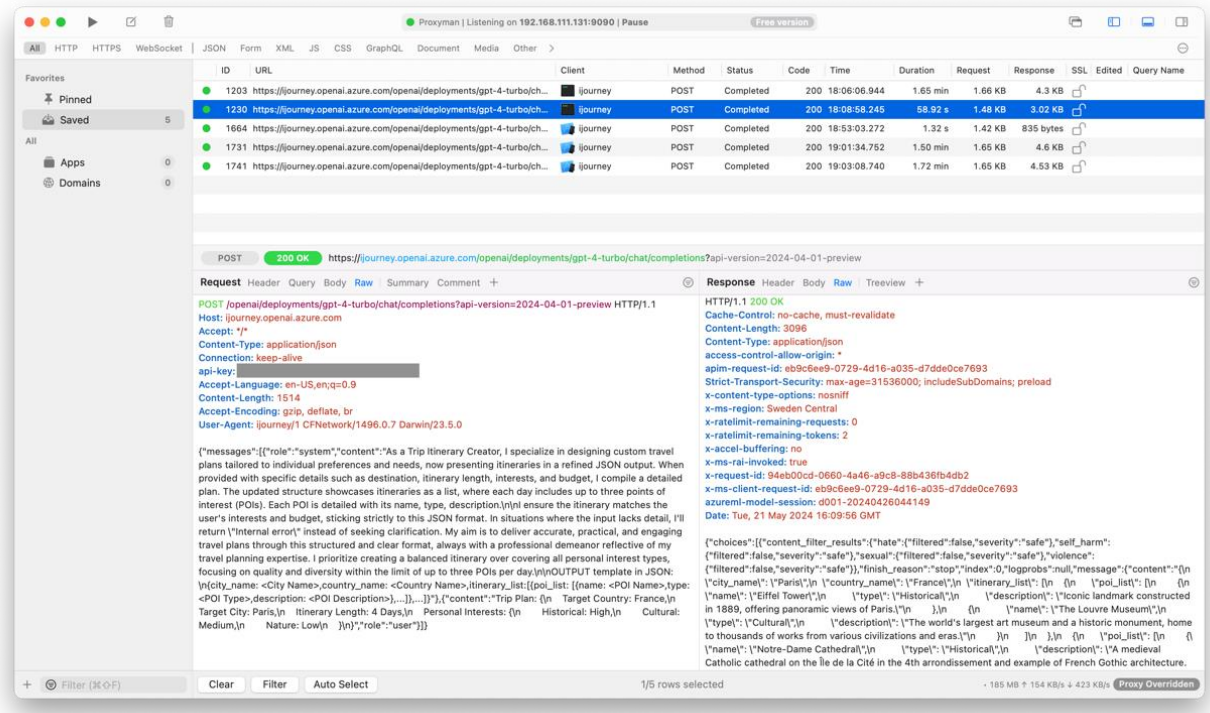 Proxyman | Listening on 192.168.111.131:9090 | Pause
Free version
All HTTP HTTPS WebSocket JSON Form XML JS CSS GraphQL Document Media Other
Favorites
Pinned
Saved 5
All
Apps 0
Domains 0
ID URL Client Method Status Code Time Duration Request Response SSL Edited Query Name
1203 https://ijourney.openai.azure.com/openai/deployments/gpt-4-turbo/ch... ijourney POST Completed 200 18:06:06.944 1.65 min 1.66 KB 4.3 KB
1230 https://ijourney.openai.azure.com/openai/deployments/gpt-4-turbo/ch... ijourney POST Completed 200 18:08:58.245 58.92 s 1.48 KB 3.02 KB
1664 https://ijourney.openai.azure.com/openai/deployments/gpt-4-turbo/ch... ijourney POST Completed 200 18:53:03.272 1.32 s 1.42 KB 835 bytes
1731 https://ijourney.openai.azure.com/openai/deployments/gpt-4-turbo/ch... ijourney POST Completed 200 19:01:34.752 1.50 min 1.65 KB 4.6 KB
1741 https://ijourney.openai.azure.com/openai/deployments/gpt-4-turbo/ch... ijourney POST Completed 200 19:03:08.740 1.72 min 1.65 KB 4.53 KB
POST 200 OK https://ijourney.openai.azure.com/openai/deployments/gpt-4-turbo/chat/completions?api-version=2024-04-01-preview
Request Header Query Body Raw Summary Comment +
POST /openai/deployments/gpt-4-turbo/chat/completions?api-version=2024-04-01-preview HTTP/1.1
Host: ijourney.openai.azure.com
Accept: */*
Content-Type: application/json
Connection: keep-alive
api-key:
Accept-Language: en-US,en;q=0.9
Content-Length: 1514
Accept-Encoding: gzip, deflate, br
User-Agent: ijourney/1 CFNetwork/1496.0.7 Darwin/23.5.0
{"messages":[{"role":"system","content":"As a Trip Itinerary Creator, I specialize in designing custom travel
plans tailored to individual preferences and needs, now presenting itineraries in a refined JSON output. When
provided with specific details such as destination, itinerary length, interests, and budget, I compile a detailed
plan. The updated structure showcases itineraries as a list, where each day includes up to three points of
interest (POIs). Each POI is detailed with its name, type, description.\n\nI ensure the itinerary matches the
user's interests and budget, sticking strictly to this JSON format. In situations where the input lacks detail, I'll
return \"Internal error\" instead of seeking clarification. My aim is to deliver accurate, practical, and engaging
travel plans through this structured and clear format, always with a professional demeanor reflective of my
travel planning expertise. I prioritize creating a balanced itinerary over covering all personal interest types,
focusing on quality and diversity within the limit of up to three POIs per day.\n\nOUTPUT template in JSON:
\n{city_name: <City Name>,country_name: <Country Name>,itinerary_list:[{poi_list: [{name: <POI Name>,type:
<POI Type>,description: <POI Description>},...]},...]}"},{"content":"Trip Plan: {\n Target Country: France,\n
Target City: Paris,\n Itinerary Length: 4 Days,\n Personal Interests: {\n Historical: High,\n Cultural:
Medium,\n Nature: Low\n }\n}","role":"user"}]}
Response Header Body Raw Treeview +
HTTP/1.1 200 OK
Cache-Control: no-cache, must-revalidate
Content-Length: 3096
Content-Type: application/json
access-control-allow-origin: *
apim-request-id: eb9c6ee9-0729-4d16-a035-d7dde0ce7693
Strict-Transport-Security: max-age=31536000; includeSubDomains; preload
x-content-type-options: nosniff
x-ms-region: Sweden Central
x-ratelimit-remaining-requests: 0
x-ratelimit-remaining-tokens: 2
x-accel-buffering: no
x-ms-rai-invoked: true
x-request-id: 94eb00cd-0660-4a46-a9c8-88b436fb4db2
x-ms-client-request-id: eb9c6ee9-0729-4d16-a035-d7dde0ce7693
azureml-model-session: d001-20240426044149
Date: Tue, 21 May 2024 16:09:56 GMT
{"choices":[{"content_filter_results":{"hate":{"filtered":false,"severity":"safe"},"self_harm":
{"filtered":false,"severity":"safe"},"sexual":{"filtered":false,"severity":"safe"},"violence":
{"filtered":false,"severity":"safe"}},"finish_reason":"stop","index":0,"logprobs":null,"message":{"content":"{\n
\"city_name\": \"Paris\",\n \"country_name\": \"France\",\n \"itinerary_list\": [\n {\n \"poi_list\": [\n {\n
\"name\": \"Eiffel Tower\",\n \"type\": \"Historical\",\n \"description\": \"Iconic landmark constructed
in 1889, offering panoramic views of Paris.\"\n },\n {\n \"name\": \"The Louvre Museum\",\n
\"type\": \"Cultural\",\n \"description\": \"The world's largest art museum and a historic monument, home
to thousands of works from various civilizations and eras.\"\n }\n ]\n },\n {\n \"poi_list\": [\n {\
\"name\": \"Notre-Dame Cathedral\",\n \"type\": \"Historical\",\n \"description\": \"A medieval
Catholic cathedral on the Île de la Cité in the 4th arrondissement and example of French Gothic architecture.
Filter (⌘⇧F)
Clear Filter Auto Select 1/5 rows selected • 185 MB ↑ 154 KB/s ↓ 423 KB/s Proxy Overridden